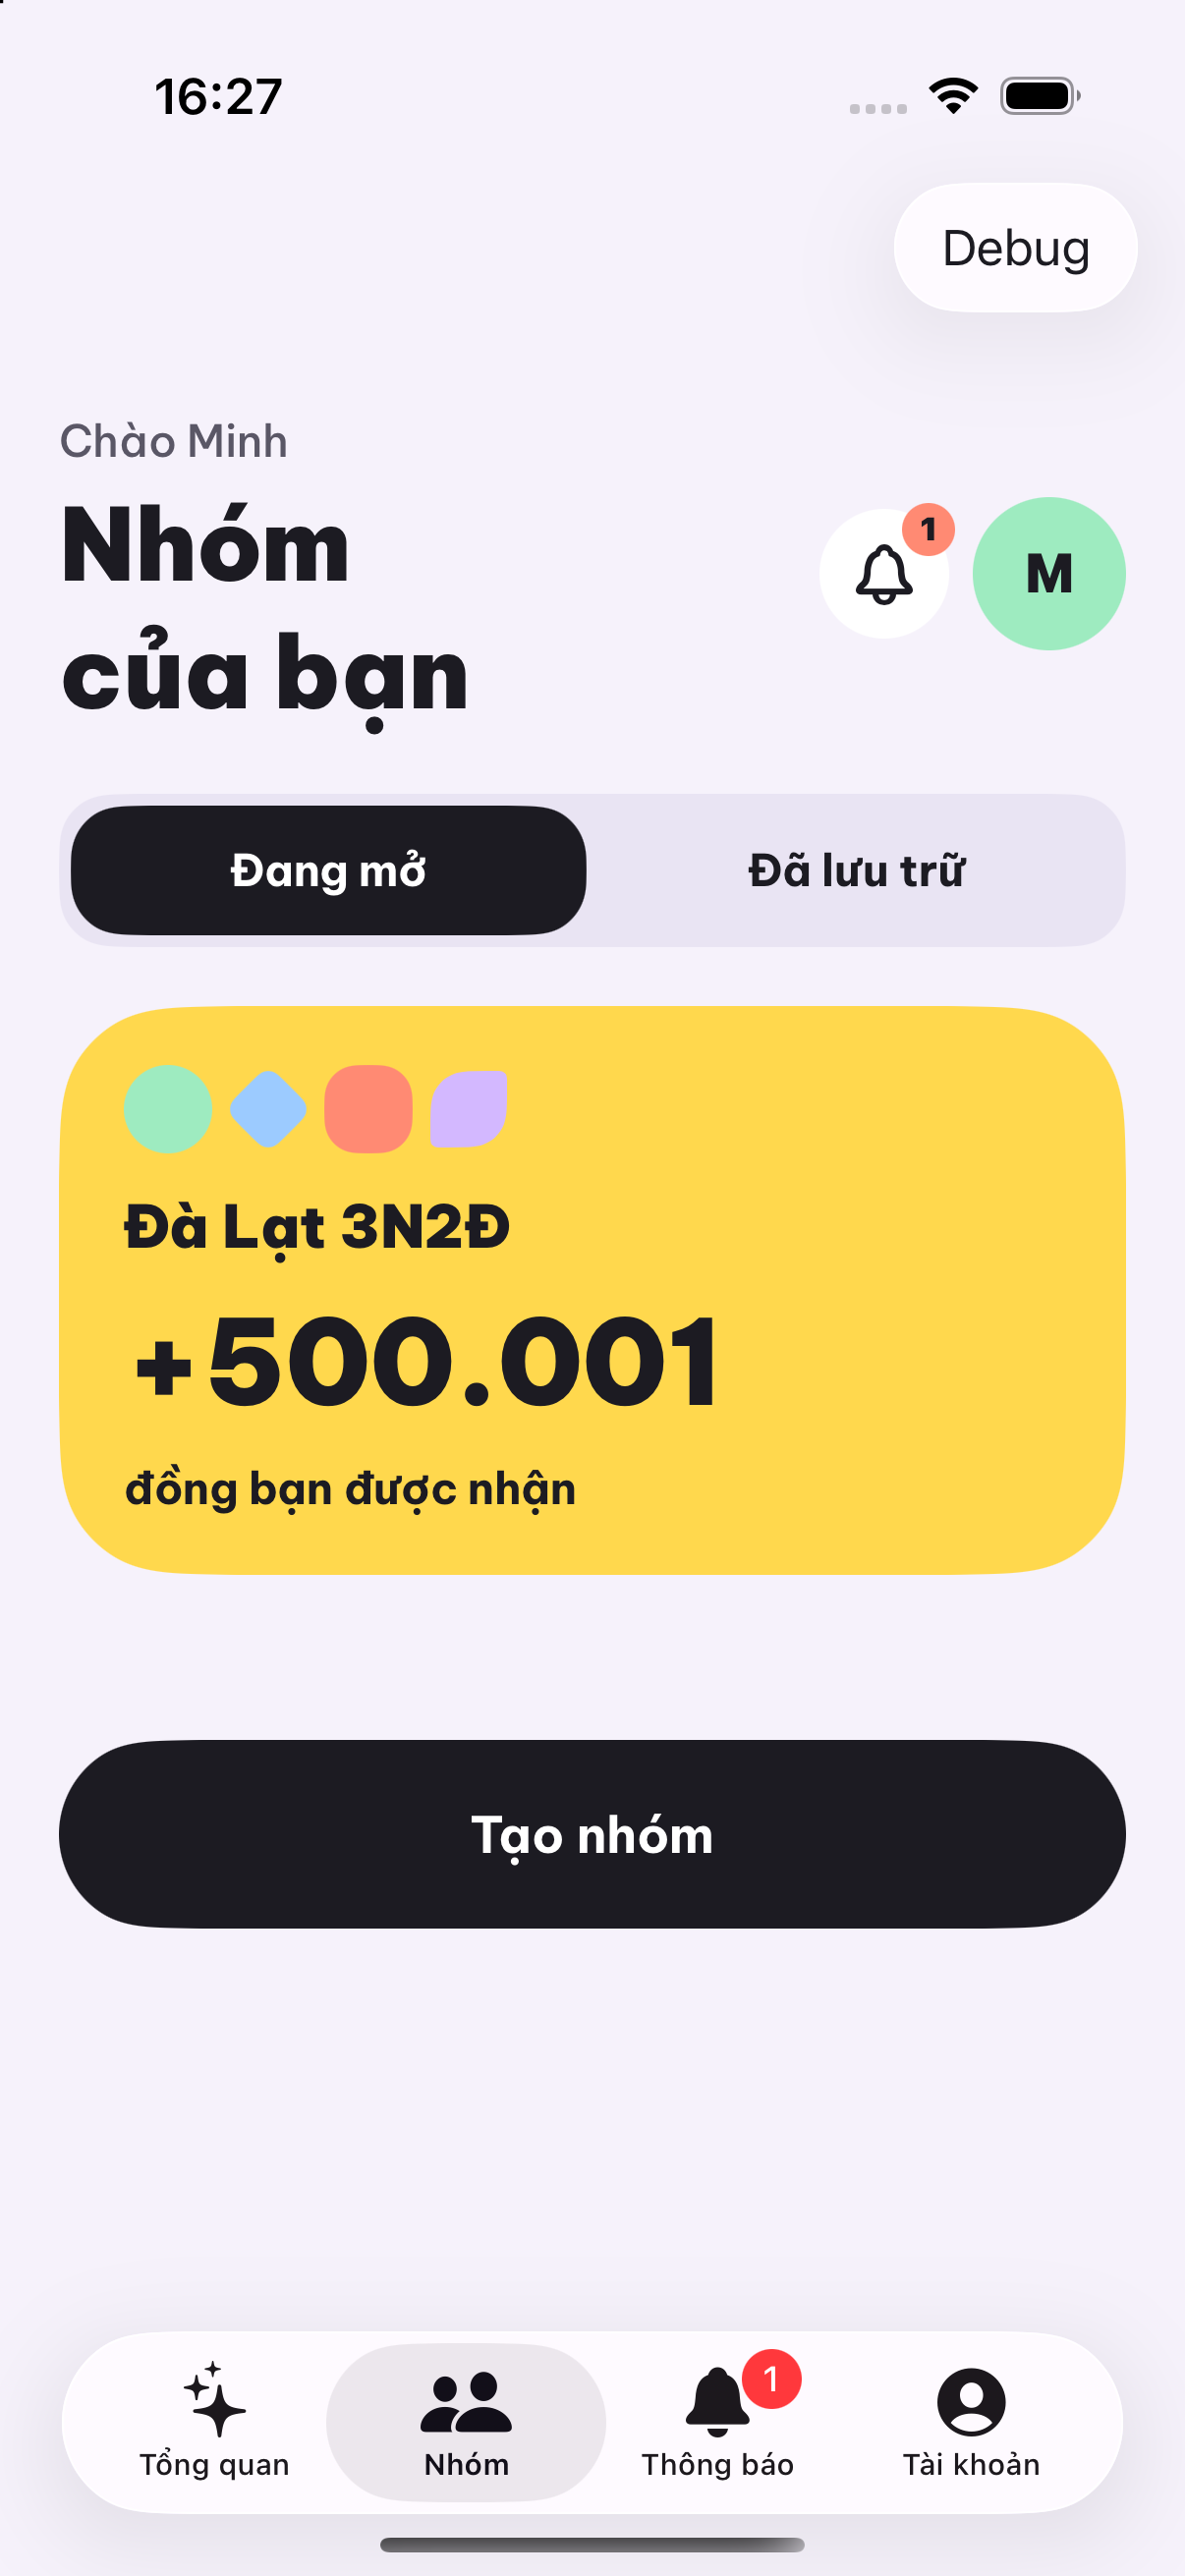 16:27
Debug
Chào Minh
Nhóm
của bạn
1
M
Đang mở
Đã lưu trữ
Đà Lạt 3N2Đ
+500.001
đồng bạn được nhận
Tạo nhóm
1
Tổng quan
Nhóm
Thông báo
Tài khoản